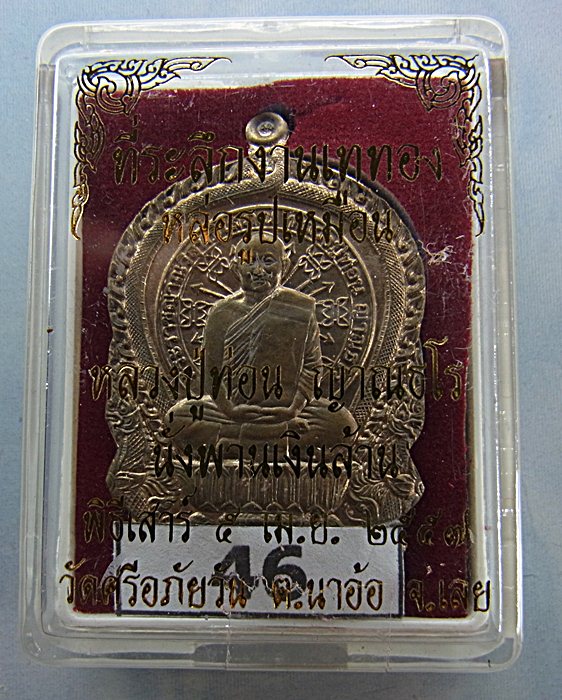 ที่ระลึกงานเททอง
หล่อรูปเหมือน
หลวงปู่ท่อน ญาณธโร
นั่งพานเงินล้าน
พิธีเสาร์ ๕ เม.ย. ๒๕๕๗
46
วัดศรีอภัยวัน ต.นาอ้อ จ.เลย